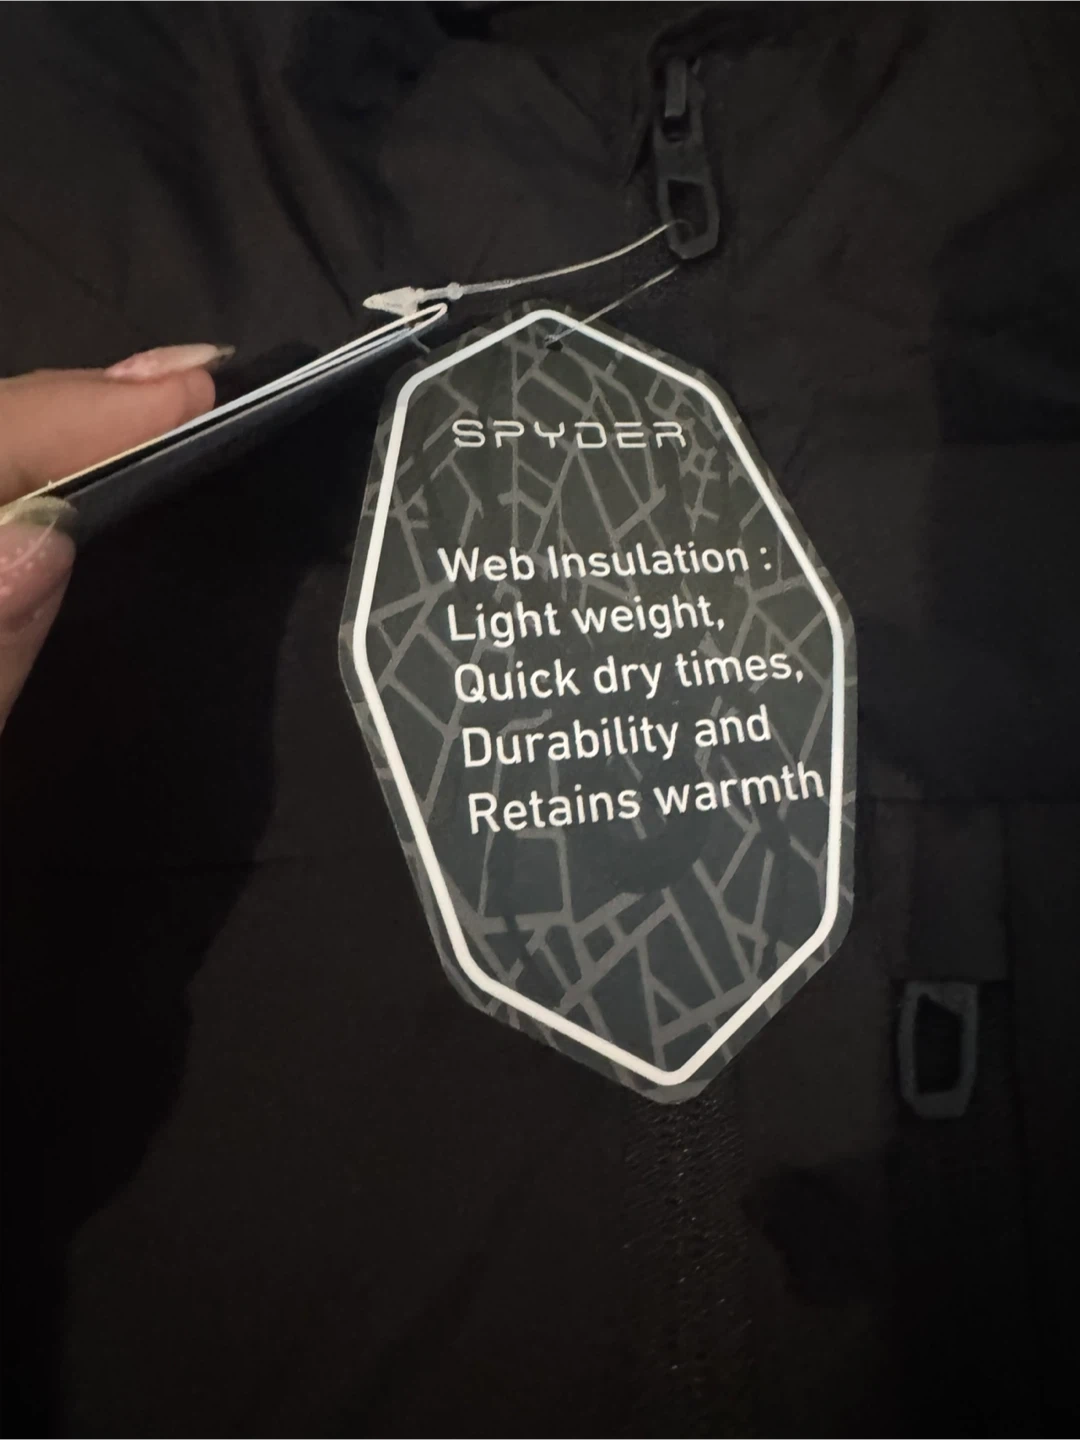 SPYDER
Web Insulation :
Light weight,
Quick dry times,
Durability and
Retains warmth